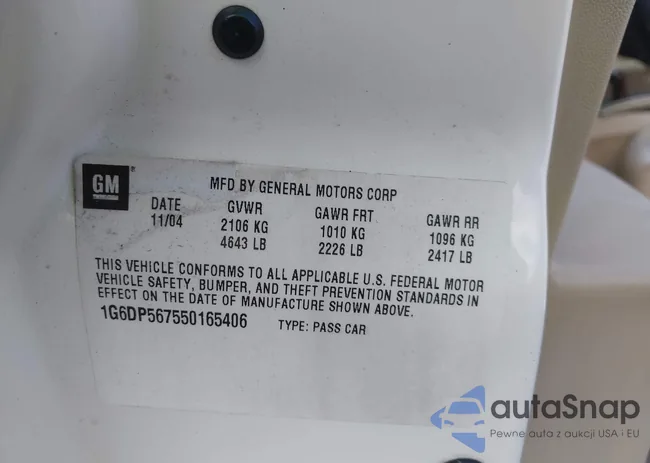 GM
MFD BY GENERAL MOTORS CORP
DATE GVWR GAWR FRT GAWR RR
11/04 2106 KG 1010 KG 1096 KG
4643 LB 2226 LB 2417 LB
THIS VEHICLE CONFORMS TO ALL APPLICABLE U.S. FEDERAL MOTOR
VEHICLE SAFETY, BUMPER, AND THEFT PREVENTION STANDARDS IN
EFFECT ON THE DATE OF MANUFACTURE SHOWN ABOVE.
1G6DP567550165406 TYPE: PASS CAR
autaSnap
Pewne auta z aukcji USA i EU